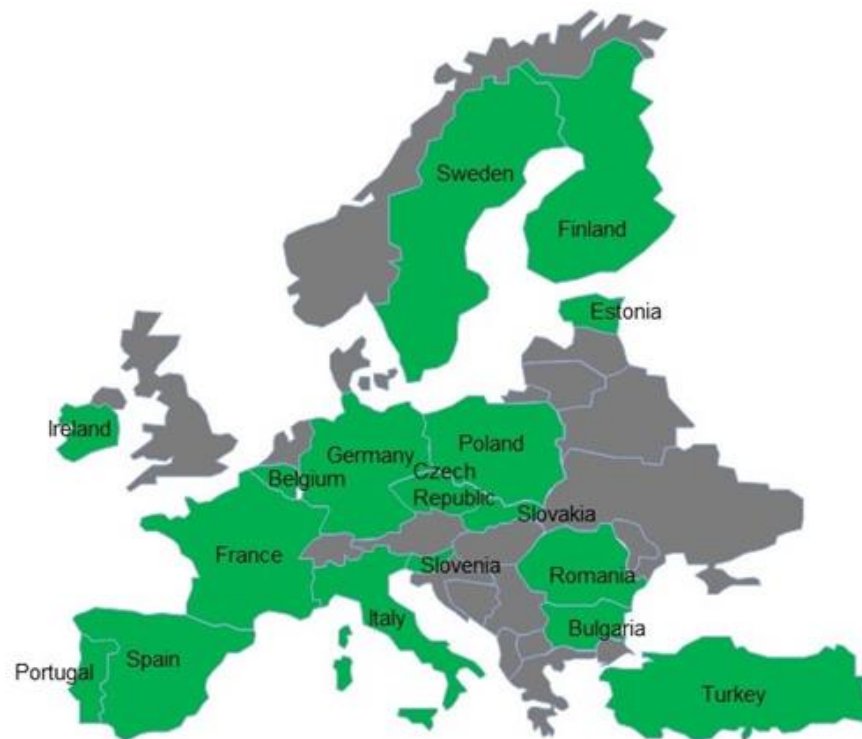 Sweden
Finland
Estonia
Ireland
Germany
Poland
Belgium
Czech
Republic
Slovakia
France
Slovenia
Romania
Italy
Bulgaria
Portugal
Spain
Turkey